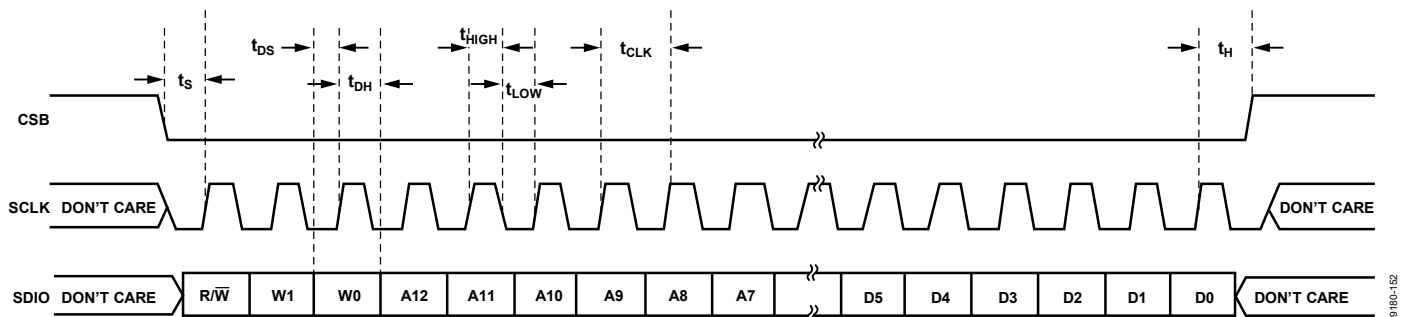 tDS
tHIGH
tCLK
tH
tS
tDH
tLOW
CSB
SCLK DON'T CARE
DON'T CARE
SDIO DON'T CARE R/W̅ W1 W0 A12 A11 A10 A9 A8 A7 D5 D4 D3 D2 D1 D0 DON'T CARE
9180-152